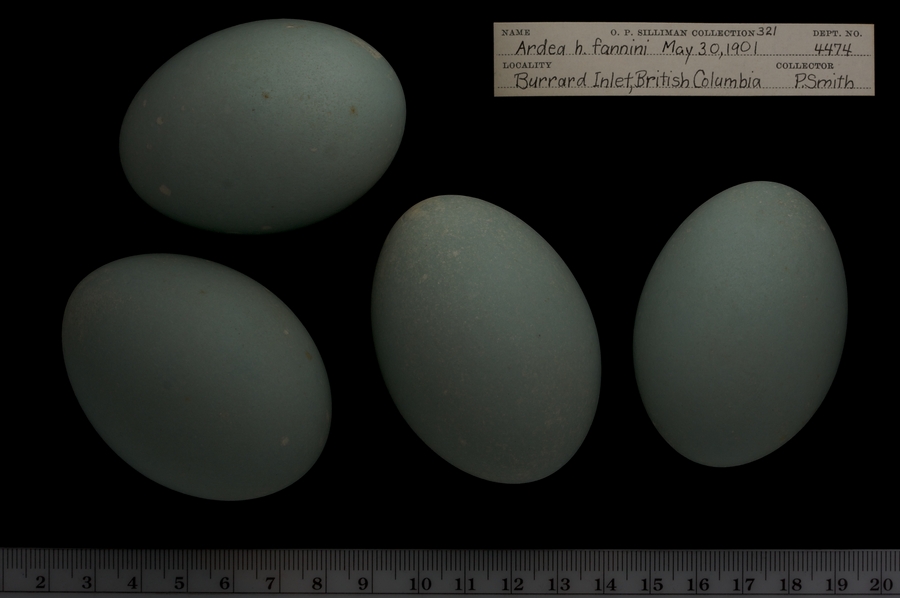 NAME O. P. SILLIMAN COLLECTION 321 DEPT. NO.
Ardea h. fannini May 30, 1901 4474
LOCALITY COLLECTOR
Burrard Inlet, British Columbia P. Smith
2 3 4 5 6 7 8 9 10 11 12 13 14 15 16 17 18 19 20